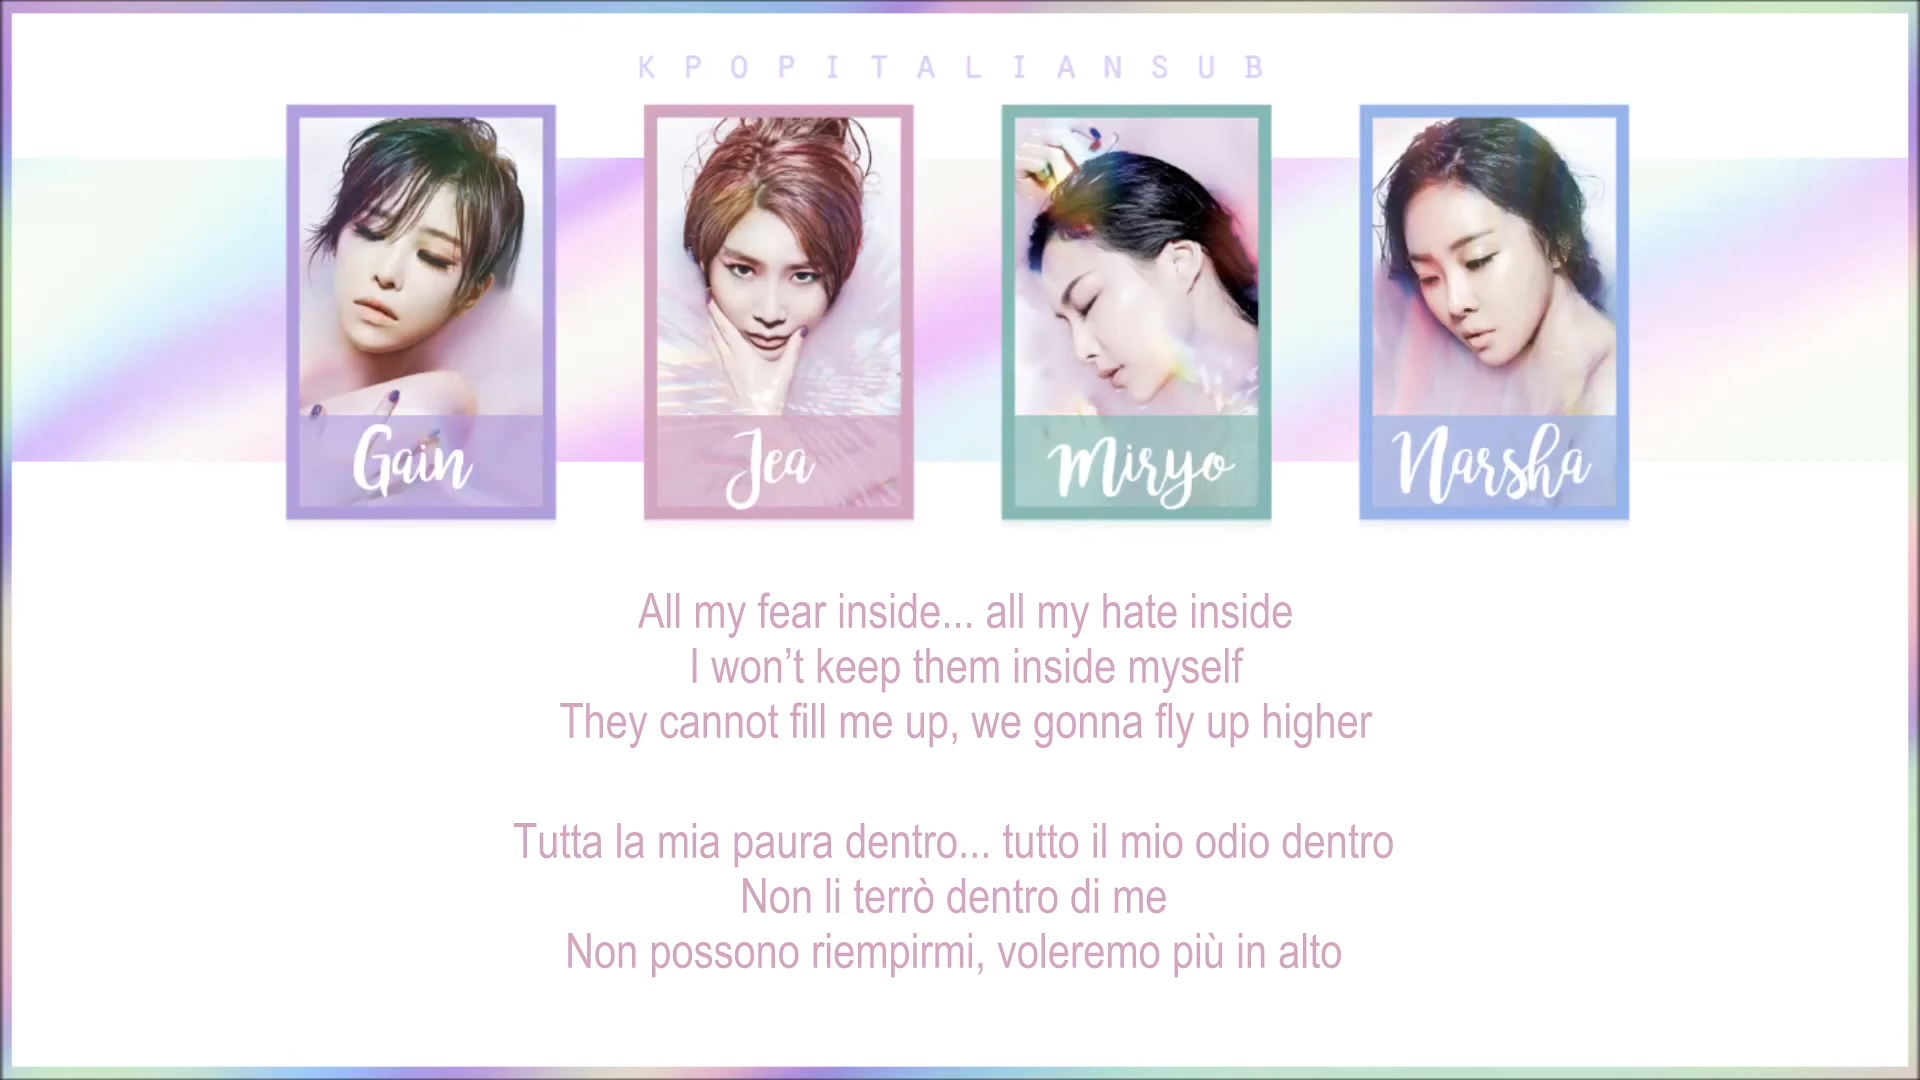 KPOPITALIANSUB
Gain
Jea
Miryo
Narsha
All my fear inside... all my hate inside
I won’t keep them inside myself
They cannot fill me up, we gonna fly up higher
Tutta la mia paura dentro... tutto il mio odio dentro
Non li terrò dentro di me
Non possono riempirmi, voleremo più in alto